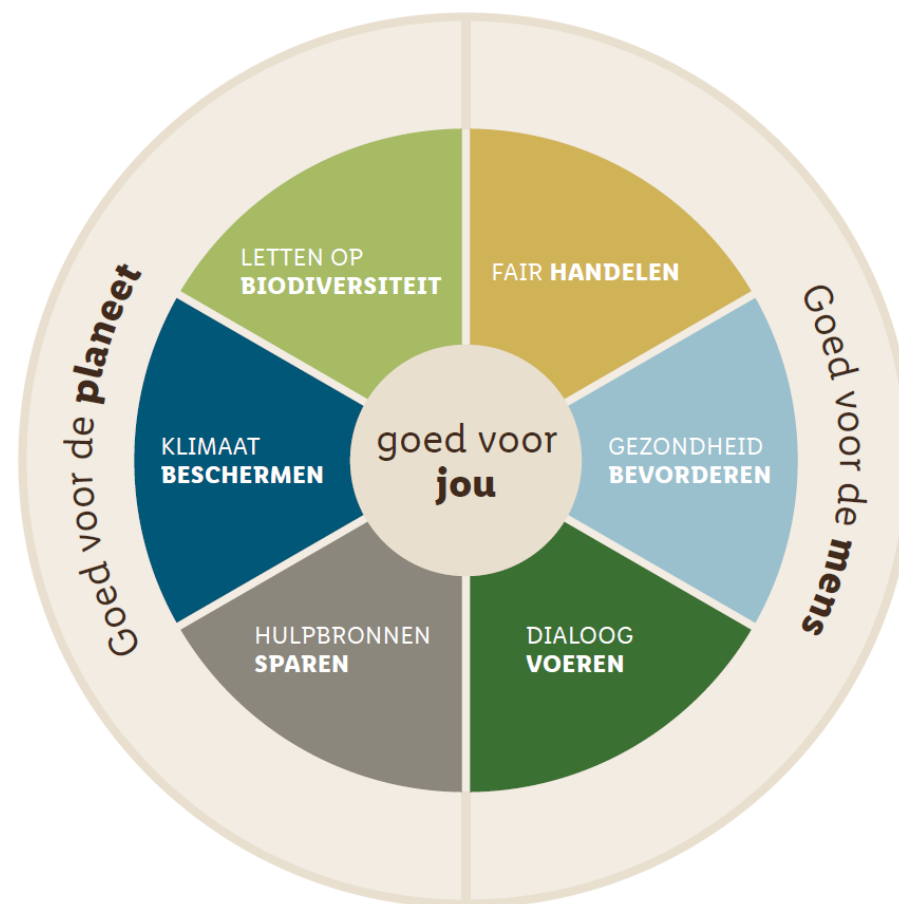 Goed voor de planeet
LETTEN OP
BIODIVERSITEIT
FAIR HANDELEN
KLIMAAT
BESCHERMEN
goed voor
jou
GEZONDHEID
BEVORDEREN
HULPBRONNEN
SPAREN
DIALOOG
VOEREN
Goed voor de mens